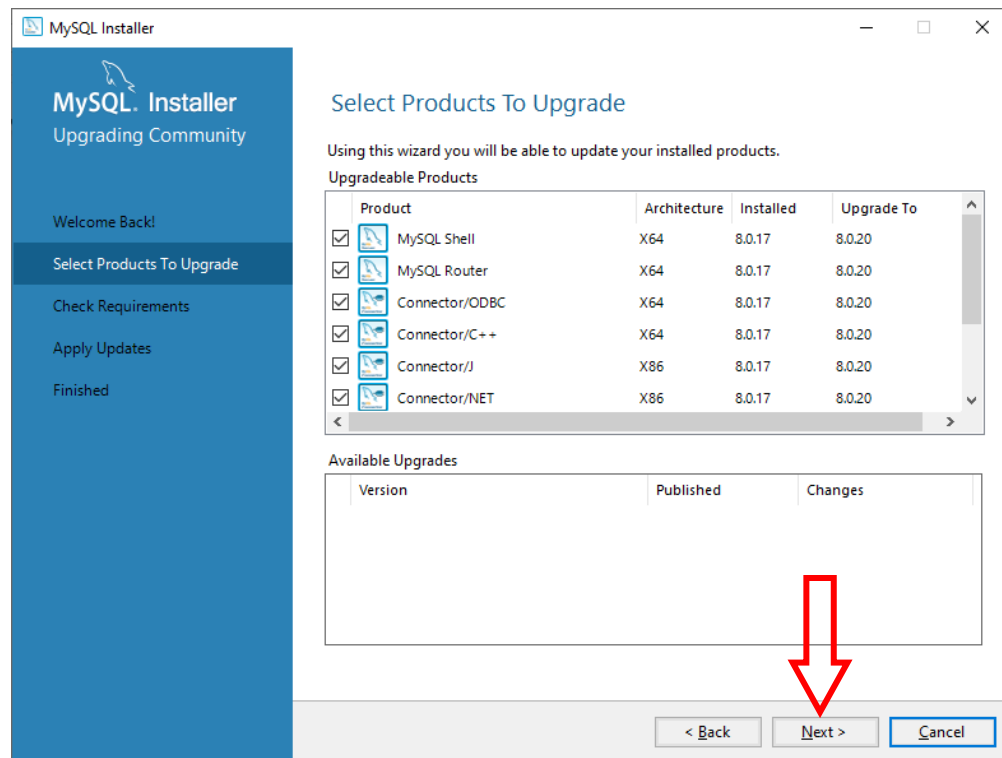 MySQL Installer
MySQL. Installer
Upgrading Community
Welcome Back!
Select Products To Upgrade
Check Requirements
Apply Updates
Finished
Select Products To Upgrade
Using this wizard you will be able to update your installed products.
Upgradeable Products
Product Architecture Installed Upgrade To
MySQL Shell X64 8.0.17 8.0.20
MySQL Router X64 8.0.17 8.0.20
Connector/ODBC X64 8.0.17 8.0.20
Connector/C++ X64 8.0.17 8.0.20
Connector/J X86 8.0.17 8.0.20
Connector/NET X86 8.0.17 8.0.20
Available Upgrades
Version Published Changes
< Back Next > Cancel